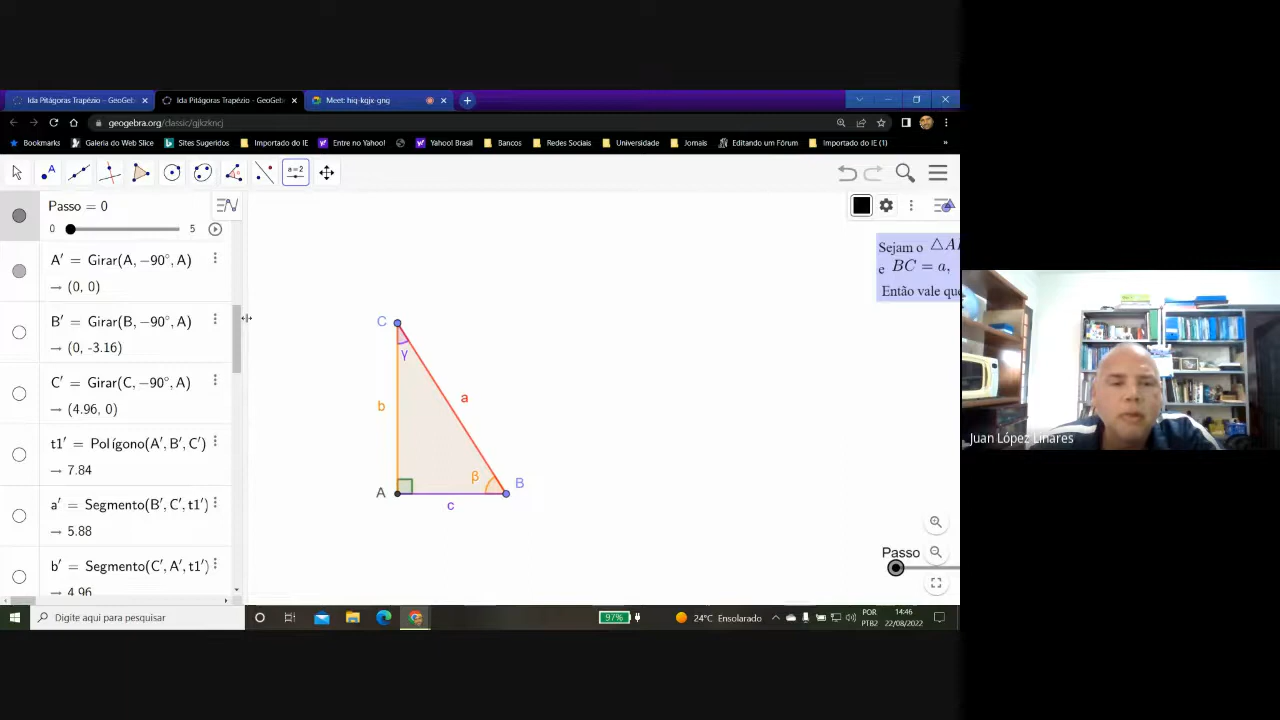 Ida Pitágoras Trapézio - GeoGeb
Ida Pitágoras Trapézio - GeoGeb
Meet: hiq-kgjx-gng
geogebra.org/classic/gjkzkncj
Bookmarks
Galeria do Web Slice
Sites Sugeridos
Importado do IE
Entre no Yahoo!
Yahoo! Brasil
Bancos
Redes Sociais
Universidade
Jornais
Editando um Fórum
Importado do IE (1)
»
a=2
Passo = 0
0
5
A′ = Girar(A, −90°, A)
→ (0, 0)
B′ = Girar(B, −90°, A)
→ (0, -3.16)
C′ = Girar(C, −90°, A)
→ (4.96, 0)
t1′ = Polígono(A′, B′, C′)
→ 7.84
a′ = Segmento(B′, C′, t1′)
→ 5.88
b′ = Segmento(C′, A′, t1′)
→ 4.96
C
γ
b
a
A
β
B
c
Sejam o △A
e BC = a,
Então vale que
Passo
Juan López Linares
Digite aqui para pesquisar
97%
24°C Ensolarado
POR
PTB2
14:46
22/08/2022